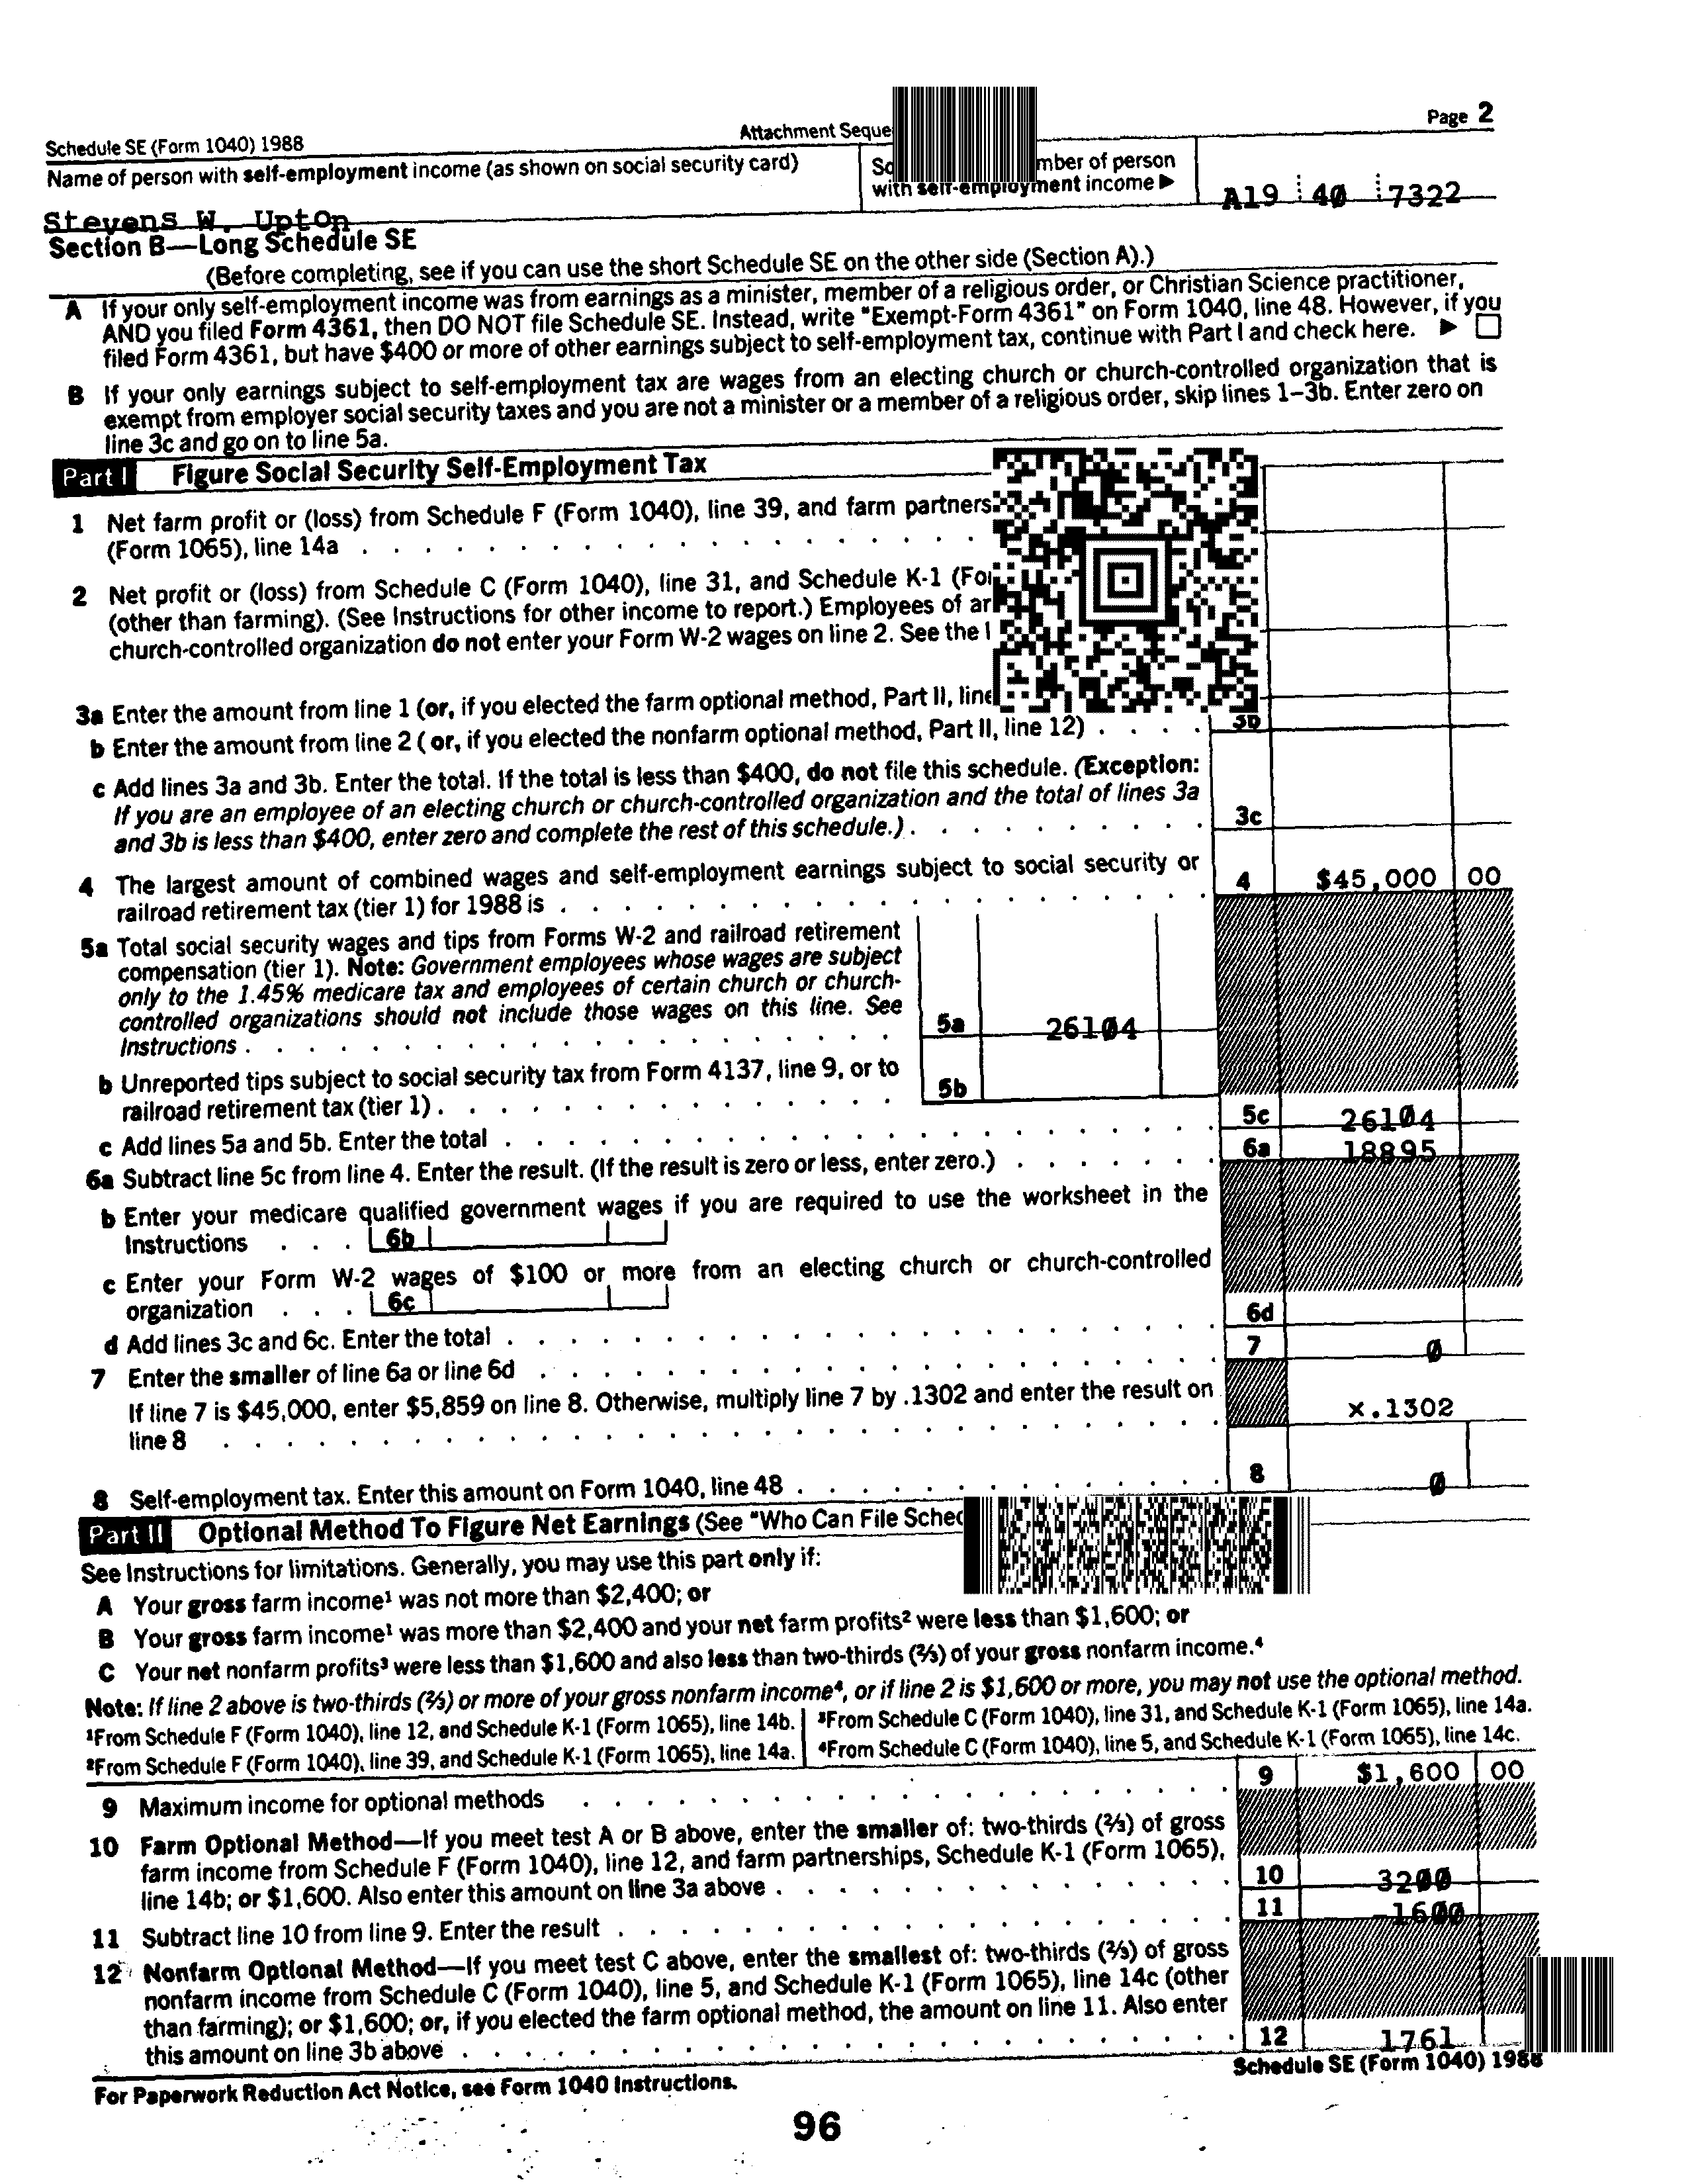 Page 2
Schedule SE (Form 1040) 1988 Attachment
Name of person with self-employment income (as shown on social security card) of person
with self-employment income ▶ A19 40 7322
Stevens W. Upton
Section B—Long Schedule SE
(Before completing, see if you can use the short Schedule SE on the other side (Section A).)
A If your only self-employment income was from earnings as a minister, member of a religious order, or Christian Science practitioner,
AND you filed Form 4361, then DO NOT file Schedule SE. Instead, write "Exempt-Form 4361" on Form 1040, line 48. However, if you
filed Form 4361, but have $400 or more of other earnings subject to self-employment tax, continue with Part I and check here. ▶ ☐
B If your only earnings subject to self-employment tax are wages from an electing church or church-controlled organization that is
exempt from employer social security taxes and you are not a minister or a member of a religious order, skip lines 1–3b. Enter zero on
line 3c and go on to line 5a.
Part I Figure Social Security Self-Employment Tax
1 Net farm profit or (loss) from Schedule F (Form 1040), line 39, and farm
(Form 1065), line 14a . . . . . . . . . . . . . . . . . . . .
2 Net profit or (loss) from Schedule C (Form 1040), line 31, and Schedule K-1
(other than farming). (See Instructions for other income to report.) Employees of
church-controlled organization do not enter your Form W-2 wages on line 2. See the
3a Enter the amount from line 1 (or, if you elected the farm optional method, Part II,
b Enter the amount from line 2 ( or, if you elected the nonfarm optional method, Part II, line 12) . . . . 3b
c Add lines 3a and 3b. Enter the total. If the total is less than $400, do not file this schedule. (Exception:
If you are an employee of an electing church or church-controlled organization and the total of lines 3a
and 3b is less than $400, enter zero and complete the rest of this schedule.) . . . . . . . . . . 3c
4 The largest amount of combined wages and self-employment earnings subject to social security or
railroad retirement tax (tier 1) for 1988 is . . . . . . . . . . . . . . . . . . . . 4 $45,000 00
5a Total social security wages and tips from Forms W-2 and railroad retirement
compensation (tier 1). Note: Government employees whose wages are subject
only to the 1.45% medicare tax and employees of certain church or church-
controlled organizations should not include those wages on this line. See
Instructions . . . . . . . . . . . . . . . . . . 5a 26104
b Unreported tips subject to social security tax from Form 4137, line 9, or to
railroad retirement tax (tier 1) . . . . . . . . . . . . . . . 5b
c Add lines 5a and 5b. Enter the total . . . . . . . . . . . . . . . . . . . . . . 5c 26104
6a Subtract line 5c from line 4. Enter the result. (If the result is zero or less, enter zero.) . . . . . . . 6a 18895
b Enter your medicare qualified government wages if you are required to use the worksheet in the
Instructions . . . 6b
c Enter your Form W-2 wages of $100 or more from an electing church or church-controlled
organization . . . 6c
d Add lines 3c and 6c. Enter the total . . . . . . . . . . . . . . . . . . . . . . 6d
7 Enter the smaller of line 6a or line 6d . . . . . . . . . . . . . . . . . . . . . 7 0
If line 7 is $45,000, enter $5,859 on line 8. Otherwise, multiply line 7 by .1302 and enter the result on
line 8 . . . . . . . . . . . . . . . . . . . . . . . . . . . . . x.1302
8 Self-employment tax. Enter this amount on Form 1040, line 48 . . . . . . . . . . . . . 8 0
Part II Optional Method To Figure Net Earnings (See "Who Can File
See Instructions for limitations. Generally, you may use this part only if:
A Your gross farm income¹ was not more than $2,400; or
B Your gross farm income¹ was more than $2,400 and your net farm profits² were less than $1,600; or
C Your net nonfarm profits³ were less than $1,600 and also less than two-thirds (⅔) of your gross nonfarm income.⁴
Note: If line 2 above is two-thirds (⅔) or more of your gross nonfarm income⁴, or if line 2 is $1,600 or more, you may not use the optional method.
¹From Schedule F (Form 1040), line 12, and Schedule K-1 (Form 1065), line 14b. ³From Schedule C (Form 1040), line 31, and Schedule K-1 (Form 1065), line 14a.
²From Schedule F (Form 1040), line 39, and Schedule K-1 (Form 1065), line 14a. ⁴From Schedule C (Form 1040), line 5, and Schedule K-1 (Form 1065), line 14c.
9 Maximum income for optional methods . . . . . . . . . . . . . . . . . . . . 9 $1,600 00
10 Farm Optional Method—If you meet test A or B above, enter the smaller of: two-thirds (⅔) of gross
farm income from Schedule F (Form 1040), line 12, and farm partnerships, Schedule K-1 (Form 1065),
line 14b; or $1,600. Also enter this amount on line 3a above . . . . . . . . . . . . . . 10 3200
11 Subtract line 10 from line 9. Enter the result . . . . . . . . . . . . . . . . . . . 11 -1600
12 Nonfarm Optional Method—If you meet test C above, enter the smallest of: two-thirds (⅔) of gross
nonfarm income from Schedule C (Form 1040), line 5, and Schedule K-1 (Form 1065), line 14c (other
than farming); or $1,600; or, if you elected the farm optional method, the amount on line 11. Also enter
this amount on line 3b above . . . . . . . . . . . . . . . . . . . . . . . . 12 1761
Schedule SE (Form 1040) 1988
For Paperwork Reduction Act Notice, see Form 1040 Instructions.
96